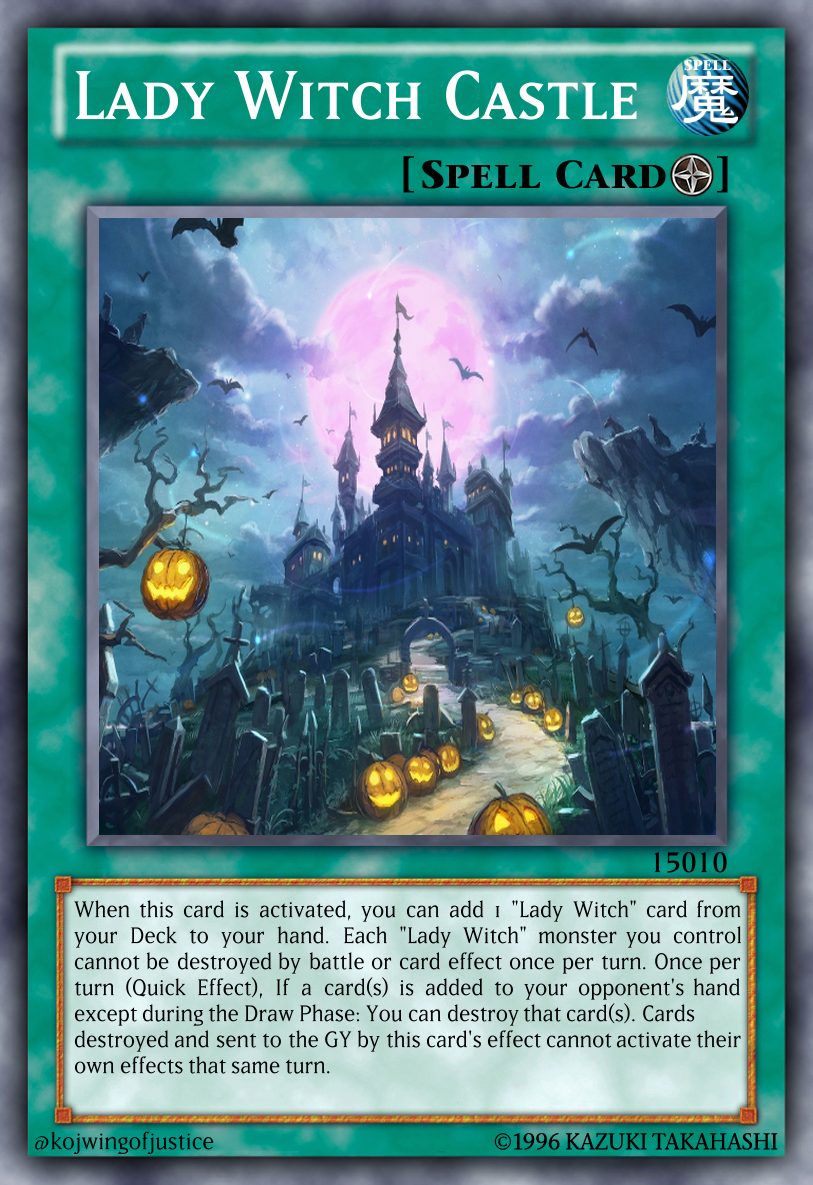 LADY WITCH CASTLE
SPELL
魔
[SPELL CARD]
15010
When this card is activated, you can add 1 "Lady Witch" card from
your Deck to your hand. Each "Lady Witch" monster you control
cannot be destroyed by battle or card effect once per turn. Once per
turn (Quick Effect), If a card(s) is added to your opponent's hand
except during the Draw Phase: You can destroy that card(s). Cards
destroyed and sent to the GY by this card's effect cannot activate their
own effects that same turn.
@kojwingofjustice
©1996 KAZUKI TAKAHASHI